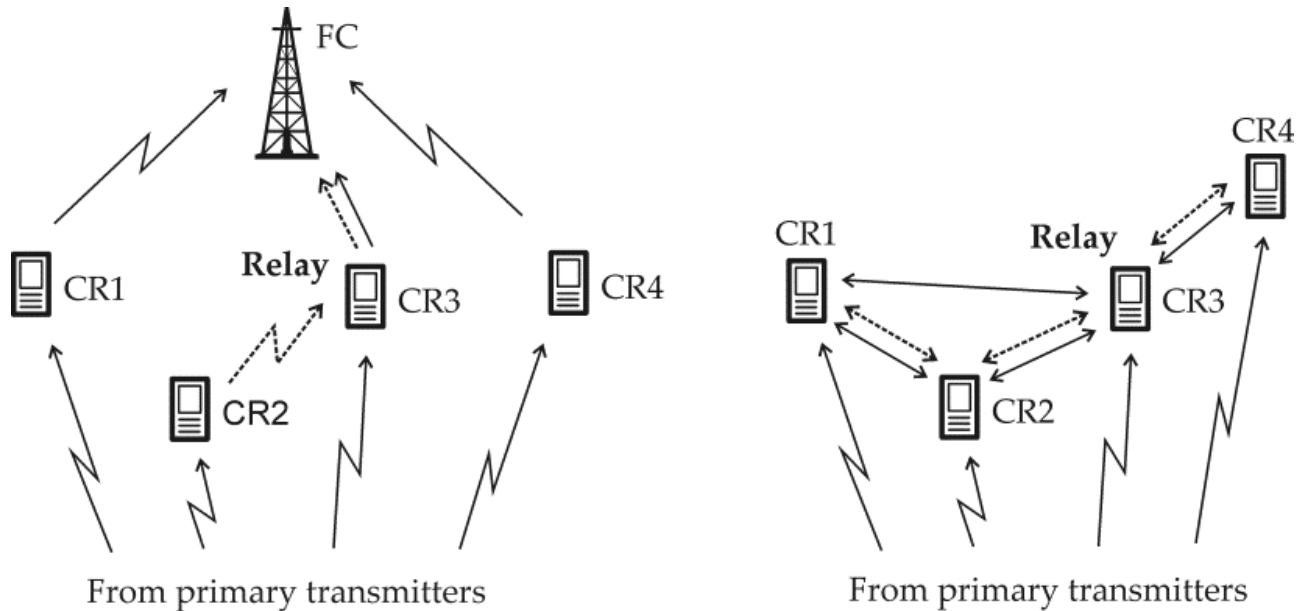 FC
Relay
CR1
CR3
CR4
CR2
From primary transmitters
CR4
CR1
Relay
CR3
CR2
From primary transmitters